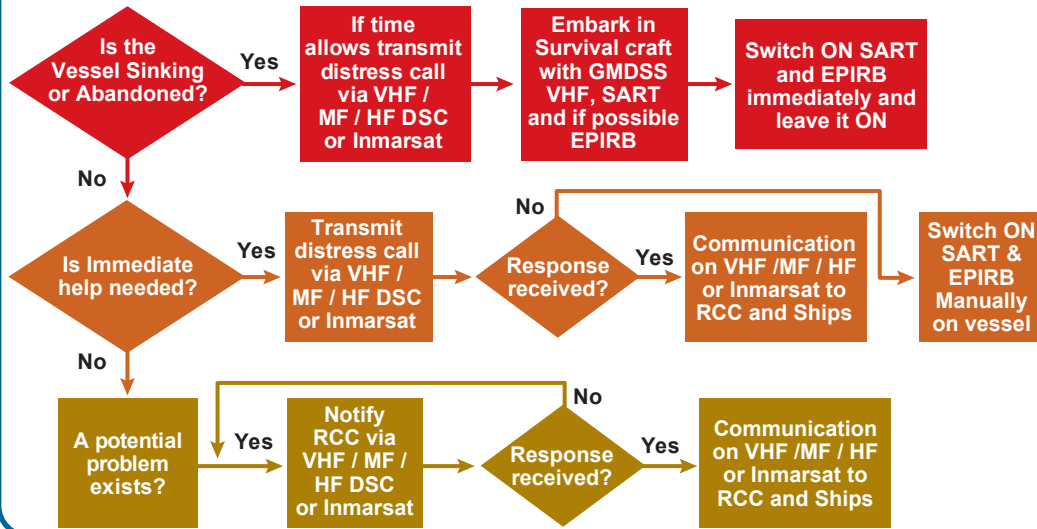 Is the
Vessel Sinking
or Abandoned?
Yes
If time
allows transmit
distress call
via VHF /
MF / HF DSC
or Inmarsat
Embark in
Survival craft
with GMDSS
VHF, SART
and if possible
EPIRB
Switch ON SART
and EPIRB
immediately and
leave it ON
No
Is Immediate
help needed?
Yes
Transmit
distress call
via VHF /
MF / HF DSC
or Inmarsat
Response
received?
No
Yes
Communication
on VHF /MF / HF
or Inmarsat to
RCC and Ships
Switch ON
SART &
EPIRB
Manually
on vessel
No
A potential
problem
exists?
Yes
Notify
RCC via
VHF / MF /
HF DSC
or Inmarsat
Response
received?
No
Yes
Communication
on VHF /MF / HF
or Inmarsat to
RCC and Ships